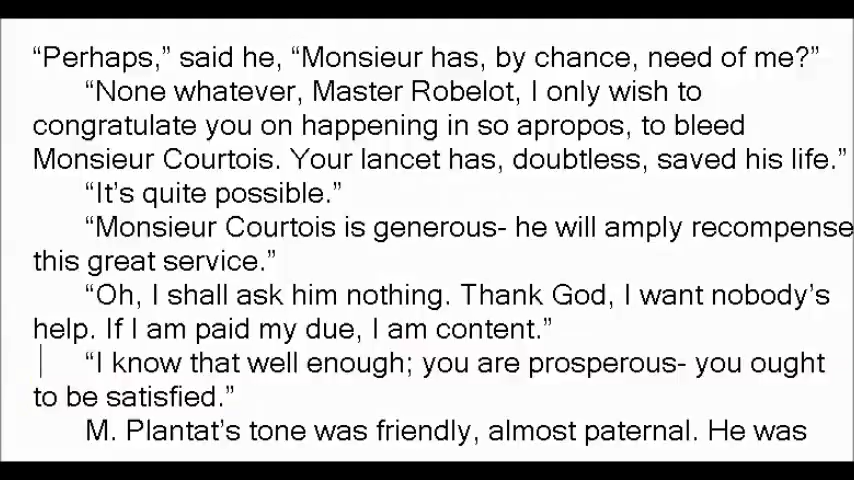 “Perhaps,” said he, “Monsieur has, by chance, need of me?”
“None whatever, Master Robelot, I only wish to
congratulate you on happening in so apropos, to bleed
Monsieur Courtois. Your lancet has, doubtless, saved his life.”
“It’s quite possible.”
“Monsieur Courtois is generous- he will amply recompense
this great service.”
“Oh, I shall ask him nothing. Thank God, I want nobody’s
help. If I am paid my due, I am content.”
“I know that well enough; you are prosperous- you ought
to be satisfied.”
M. Plantat’s tone was friendly, almost paternal. He was